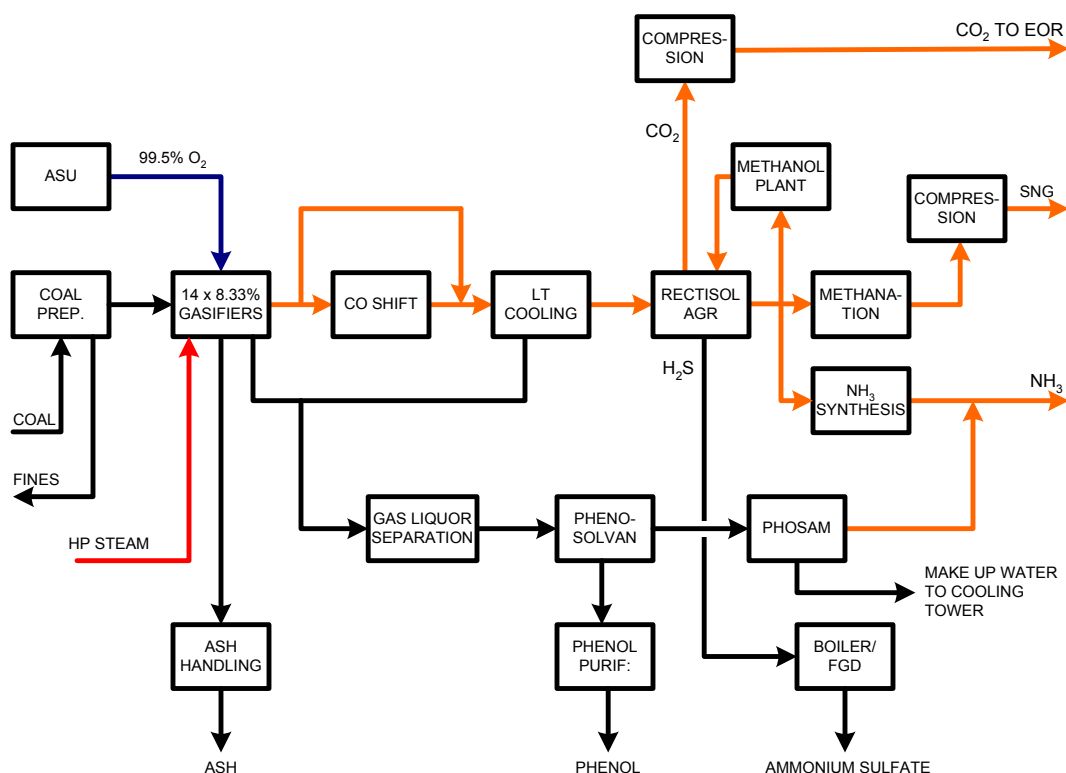 COMPRES-
SION
CO₂ TO EOR
CO₂
99.5% O₂
ASU
METHANOL
PLANT
COMPRES-
SION
SNG
COAL
PREP.
14 x 8.33%
GASIFIERS
CO SHIFT
LT
COOLING
RECTISOL
AGR
METHANA-
TION
H₂S
NH₃
SYNTHESIS
NH₃
COAL
FINES
GAS LIQUOR
SEPARATION
PHENO-
SOLVAN
PHOSAM
HP STEAM
MAKE UP WATER
TO COOLING
TOWER
ASH
HANDLING
PHENOL
PURIF:
BOILER/
FGD
ASH
PHENOL
AMMONIUM SULFATE